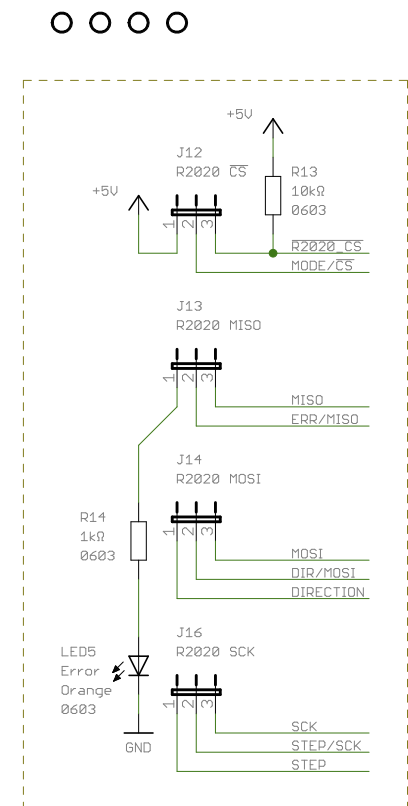 +5V
J12
R2020 CS
R13
10kΩ
0603
+5V
1 2 3
R2020_CS
MODE/CS
J13
R2020 MISO
1 2 3
MISO
ERR/MISO
J14
R2020 MOSI
1 2 3
R14
1kΩ
0603
MOSI
DIR/MOSI
DIRECTION
J16
R2020 SCK
LED5
Error
Orange
0603
1 2 3
SCK
STEP/SCK
STEP
GND